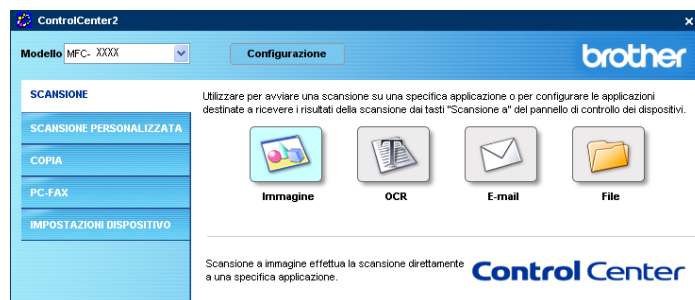 ControlCenter2
Modello MFC- XXXX Configurazione brother
SCANSIONE
SCANSIONE PERSONALIZZATA
COPIA
PC-FAX
IMPOSTAZIONI DISPOSITIVO
Utilizzare per avviare una scansione su una specifica applicazione o per configurare le applicazioni
destinate a ricevere i risultati della scansione dai tasti "Scansione a" del pannello di controllo dei dispositivi.
Immagine OCR E-mail File
Scansione a immagine effettua la scansione direttamente
a una specifica applicazione.
Control Center